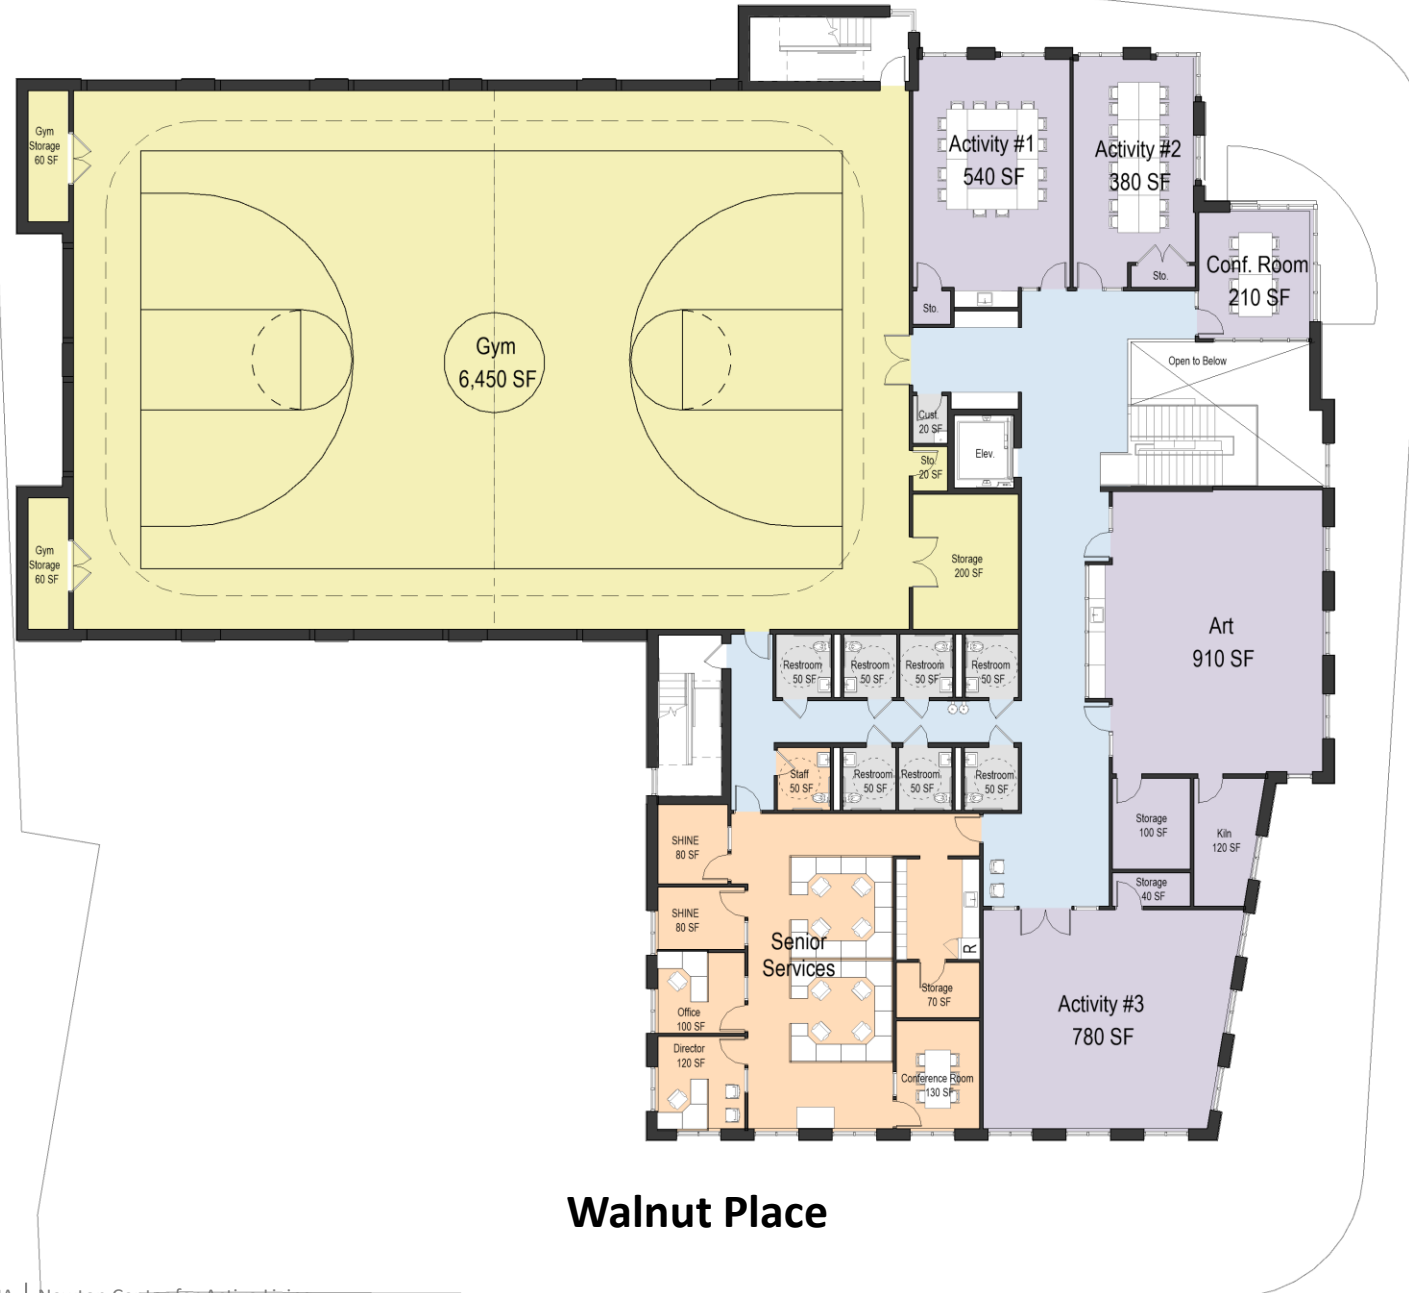 Gym
Storage
60 SF
Activity #1
540 SF
Activity #2
380 SF
Sto.
Sto.
Conf. Room
210 SF
Gym
6,450 SF
Open to Below
Cust.
20 SF
Elev.
Sto.
20 SF
Gym
Storage
60 SF
Storage
200 SF
Art
910 SF
Restroom
50 SF
Restroom
50 SF
Restroom
50 SF
Restroom
50 SF
Staff
50 SF
Restroom
50 SF
Restroom
50 SF
Restroom
50 SF
SHINE
80 SF
Storage
100 SF
Kiln
120 SF
Storage
40 SF
SHINE
80 SF
Senior
Services
R
Storage
70 SF
Office
100 SF
Activity #3
780 SF
Director
120 SF
Conference Room
130 SF
Walnut Place